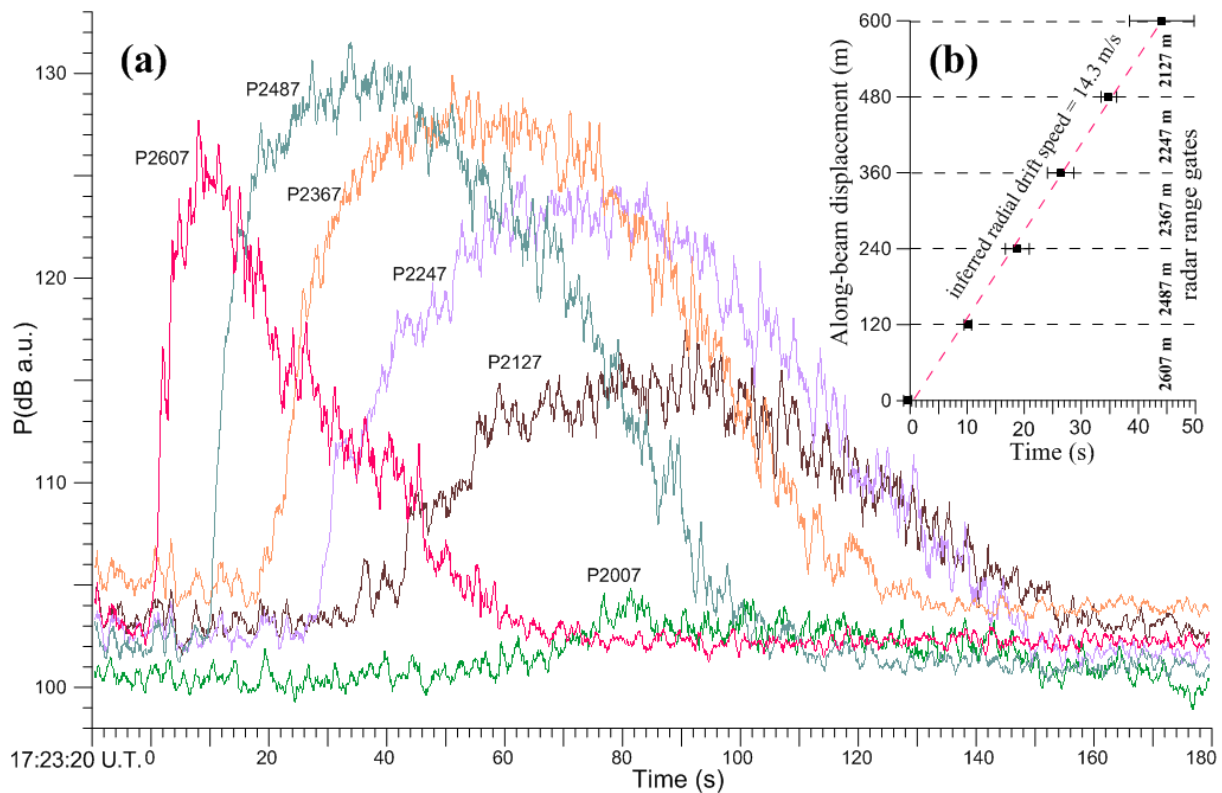 (a)
P(dB a.u.)
130
120
110
100
P2607
P2487
P2367
P2247
P2127
P2007
17:23:20 U.T.
0 20 40 60 80 100 120 140 160 180
Time (s)
(b)
Along-beam displacement (m)
600
480
360
240
120
0
inferred radial drift speed = 14.3 m/s
2607 m 2487 m 2367 m 2247 m 2127 m
radar range gates
0 10 20 30 40 50
Time (s)